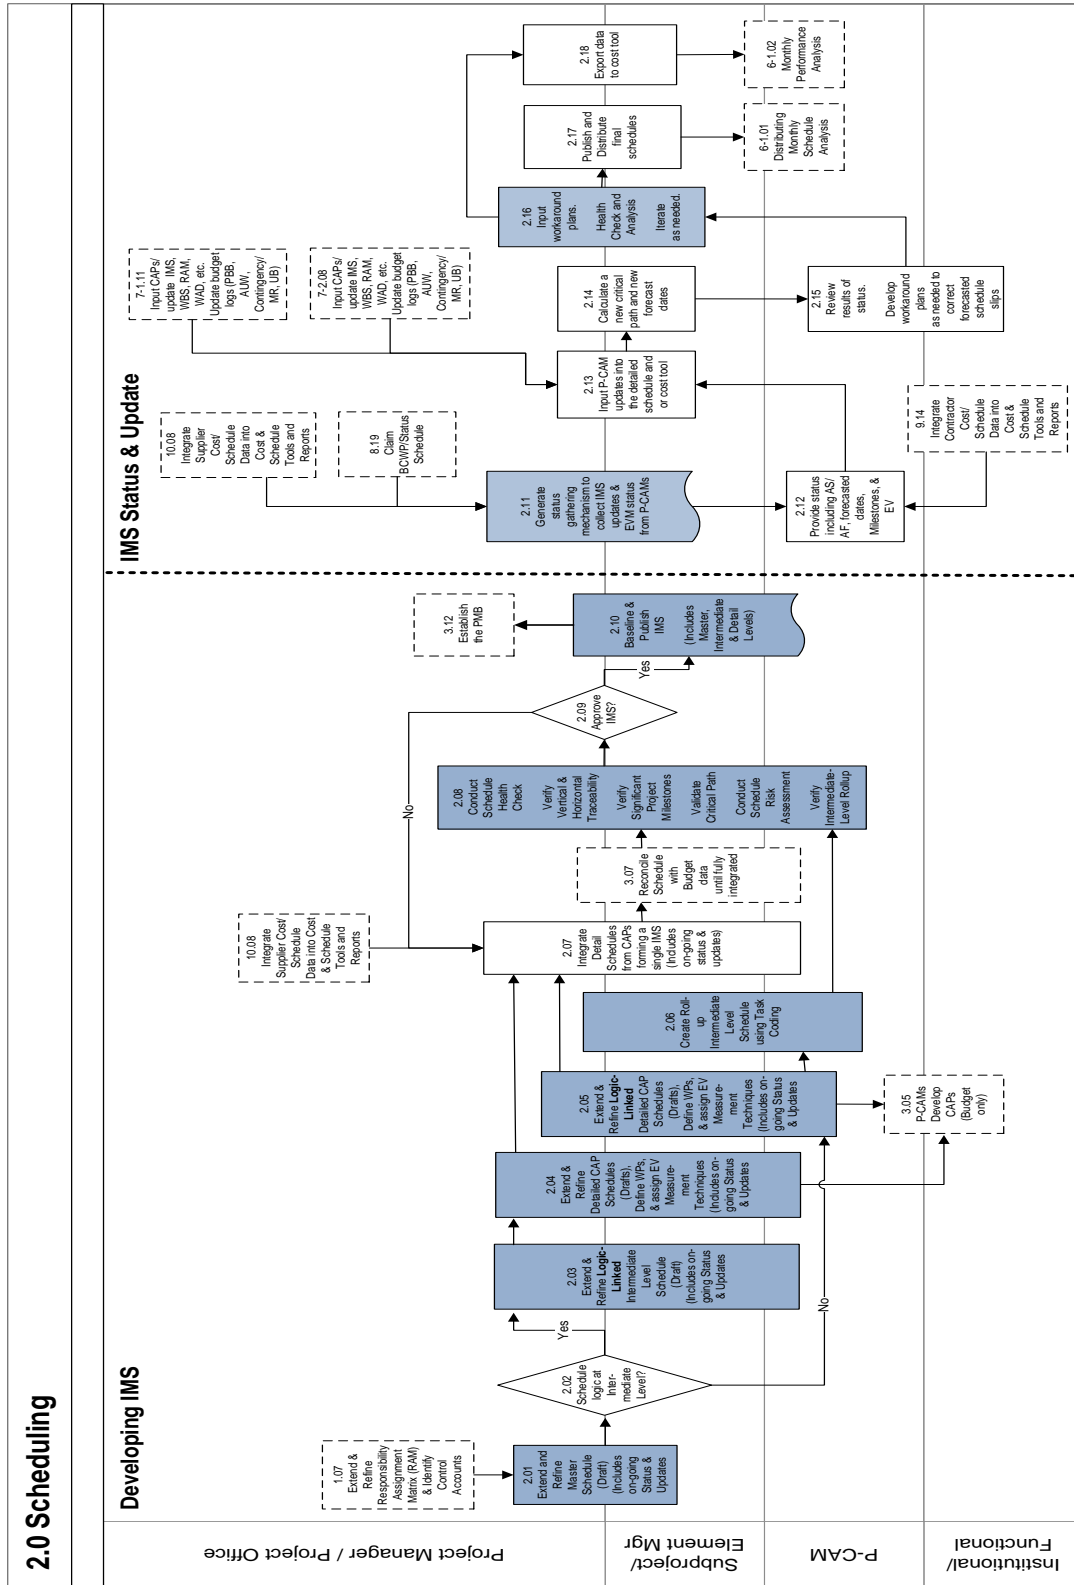 2.0 Scheduling
Developing IMS
IMS Status & Update
Project Manager / Project Office
Subproject/
Element Mgr
P-CAM
Institutional/
Functional
1.07
Extend &
Refine
Responsibility
Assignment
Matrix (RAM)
& Identify
Control
Accounts
2.01
Extend and
Refine
Master
Schedule
(Draft)
(Includes
on-going
Status &
Updates
2.02
Schedule
logic at
Inter-
mediate
Level?
Yes
No
2.03
Extend &
Refine Logic-
Linked
Intermediate
Level
Schedule
(Draft)
(Includes on-
going Status
& Updates
2.04
Extend &
Refine
Detailed CAP
Schedules
(Drafts),
Define WPs,
& assign EV
Measure-
ment
Techniques
(Includes on-
going Status
& Updates
2.05
Extend &
Refine Logic-
Linked
Detailed CAP
Schedules
(Drafts),
Define WPs,
& assign EV
Measure-
ment
Techniques
(Includes on-
going Status
& Updates
3.05
P-CAMs
Develop
CAPs
(Budget
only)
2.06
Create Roll-
up
Intermediate
Level
Schedule
using Task
Coding
10.08
Integrate
Supplier Cost/
Schedule
Data into Cost
& Schedule
Tools and
Reports
2.07
Integrate
Detail
Schedules
from CAPs
forming a
single IMS
(Includes
on-going
status &
updates)
3.07
Reconcile
Schedule
with
Budget
data
until fully
integrated
2.08
Conduct
Schedule
Health
Check
Verify
Vertical &
Horizontal
Traceability
Verify
Significant
Project
Milestones
Validate
Critical Path
Conduct
Schedule
Risk
Assessment
Verify
Intermediate-
Level Rollup
No
2.09
Approve
IMS?
Yes
3.12
Establish
the PMB
2.10
Baseline &
Publish
IMS
(Includes
Master,
Intermediate
& Detail
Levels)
10.08
Integrate
Supplier
Cost/
Schedule
Data into
Cost &
Schedule
Tools and
Reports
8.19
Claim
BCWP/Status
Schedule
2.11
Generate
status
gathering
mechanism to
collect IMS
updates &
EVM status
from P-CAMs
2.12
Provide status
including AS/
AF, forecasted
dates,
Milestones, &
EV
9.14
Integrate
Contractor
Cost/
Schedule
Data into
Cost &
Schedule
Tools and
Reports
7-1.11
Input CAPs/
update IMS,
WBS, RAM,
WAD, etc.
Update budget
logs (PBB,
AUW,
Contingency/
MR, UB)
7-2.08
Input CAPs/
update IMS,
WBS, RAM,
WAD, etc.
Update budget
logs (PBB,
AUW,
Contingency/
MR, UB)
2.13
Input P-CAM
updates into
the detailed
schedule and
or cost tool
2.14
Calculate a
new critical
path and new
forecast
dates
2.15
Review
results of
status.
Develop
workaround
plans
as needed to
correct
forecasted
schedule
slips
2.16
Input
workaround
plans.
Health
Check and
Analysis
Iterate
as needed.
2.17
Publish and
Distribute
final
schedules
6-1.01
Distributing
Monthly
Schedule
Analysis
2.18
Export data
to cost tool
6-1.02
Monthly
Performance
Analysis